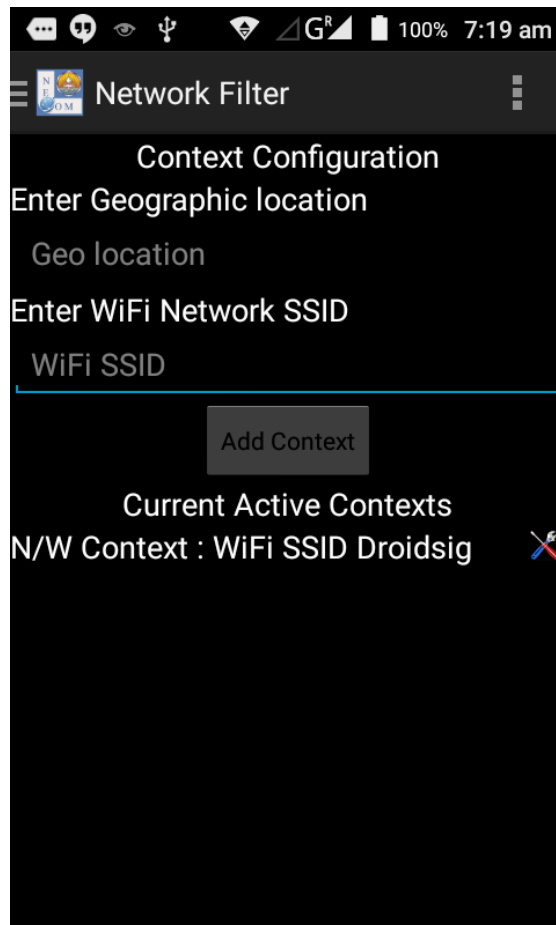 G R 100% 7:19 am
N E C OM Network Filter
Context Configuration
Enter Geographic location
Geo location
Enter WiFi Network SSID
WiFi SSID
Add Context
Current Active Contexts
N/W Context : WiFi SSID Droidsig